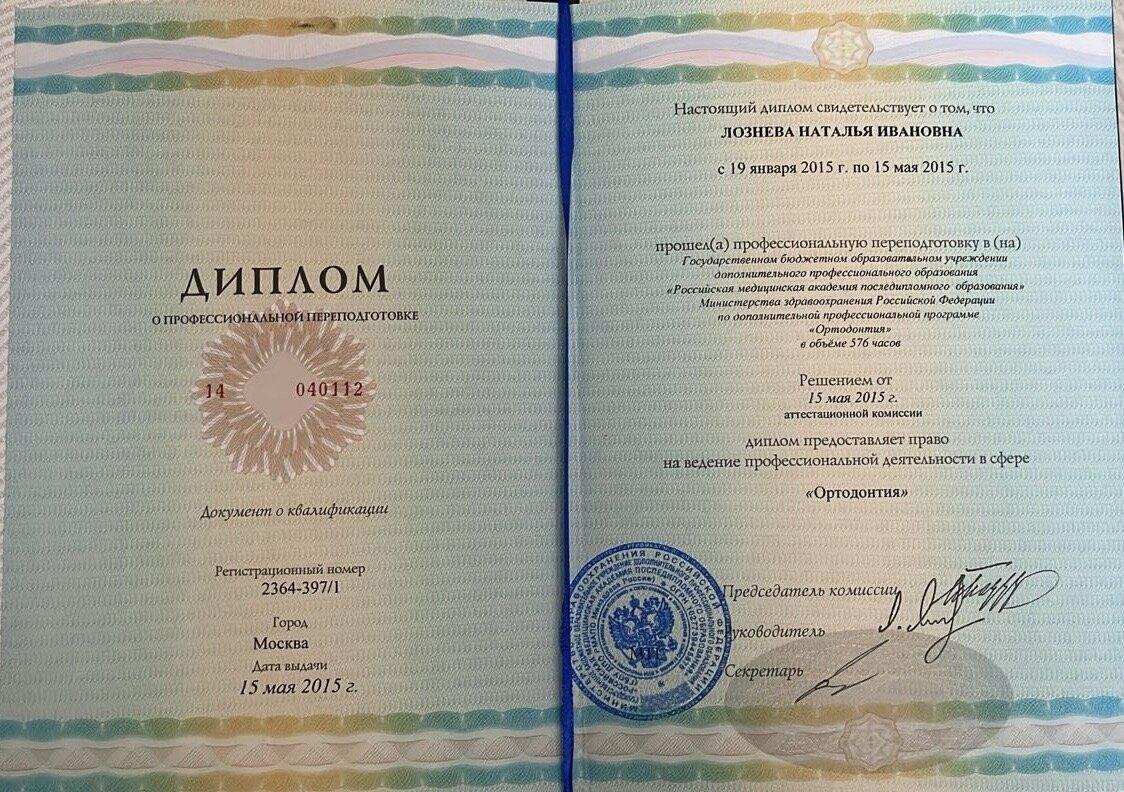 ДИПЛОМ
О ПРОФЕССИОНАЛЬНОЙ ПЕРЕПОДГОТОВКЕ
14 040112
Документ о квалификации
Регистрационный номер
2364-397/1
Город
Москва
Дата выдачи
15 мая 2015 г.
Настоящий диплом свидетельствует о том, что
ЛОЗНЕВА НАТАЛЬЯ ИВАНОВНА
с 19 января 2015 г. по 15 мая 2015 г.
прошел(а) профессиональную переподготовку в (на)
Государственном бюджетном образовательном учреждении
дополнительного профессионального образования
«Российская медицинская академия последипломного образования»
Министерства здравоохранения Российской Федерации
по дополнительной профессиональной программе
«Ортодонтия»
в объёме 576 часов
Решением от
15 мая 2015 г.
аттестационной комиссии
диплом предоставляет право
на ведение профессиональной деятельности в сфере
«Ортодонтия»
Председатель комиссии
Руководитель
Секретарь
МП